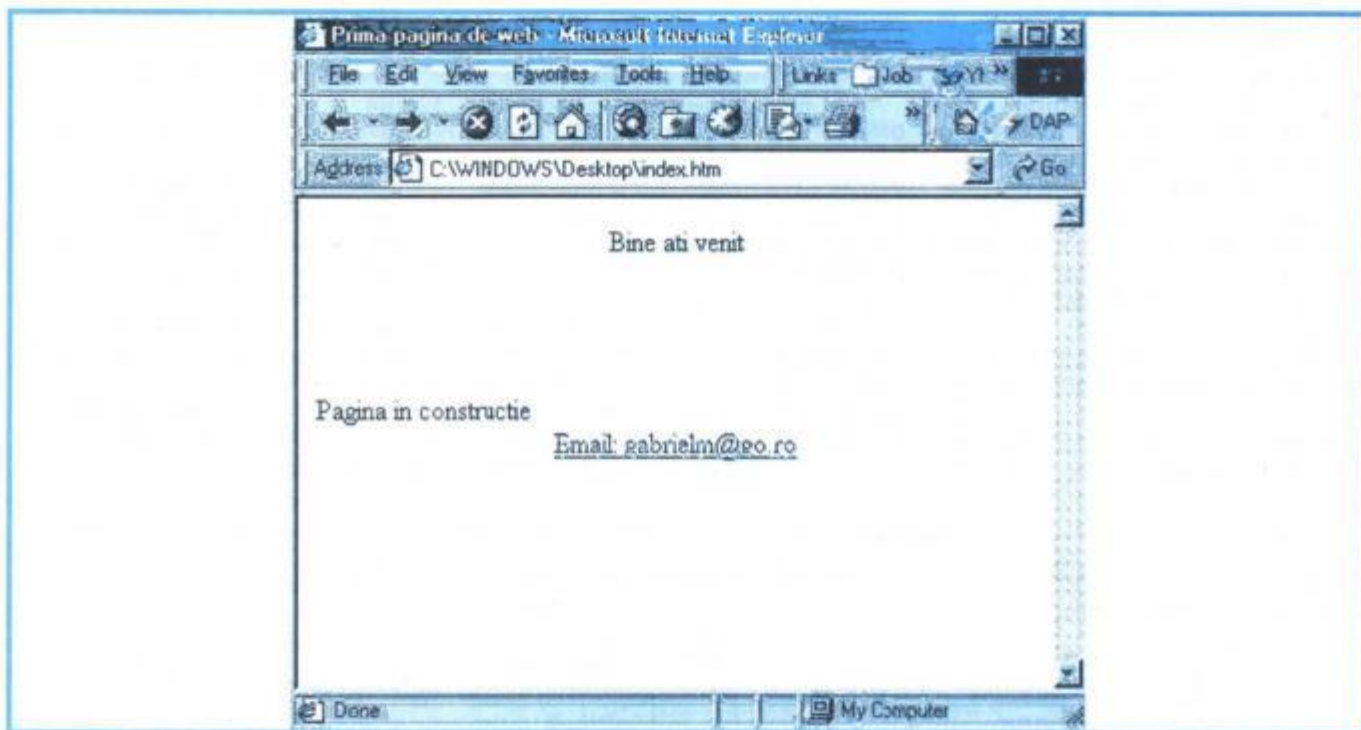 Prima pagina de web - Microsoft Internet Explorer
File Edit View Favorites Tools Help Links Job
DAP
Address C:\WINDOWS\Desktop\index.htm Go
Bine ati venit
Pagina in constructie
Email: gabrielm@go.ro
Done My Computer